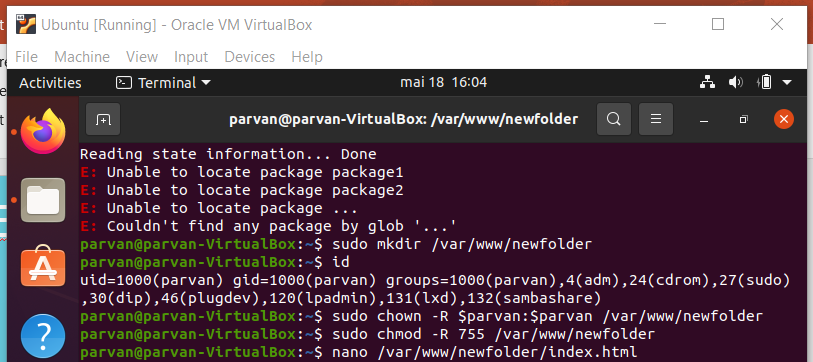 Ubuntu [Running] - Oracle VM VirtualBox
File Machine View Input Devices Help
Activities Terminal mai 18 16:04
parvan@parvan-VirtualBox: /var/www/newfolder
Reading state information... Done
E: Unable to locate package package1
E: Unable to locate package package2
E: Unable to locate package ...
E: Couldn't find any package by glob '...'
parvan@parvan-VirtualBox:~$ sudo mkdir /var/www/newfolder
parvan@parvan-VirtualBox:~$ id
uid=1000(parvan) gid=1000(parvan) groups=1000(parvan),4(adm),24(cdrom),27(sudo)
,30(dip),46(plugdev),120(lpadmin),131(lxd),132(sambashare)
parvan@parvan-VirtualBox:~$ sudo chown -R $parvan:$parvan /var/www/newfolder
parvan@parvan-VirtualBox:~$ sudo chmod -R 755 /var/www/newfolder
parvan@parvan-VirtualBox:~$ nano /var/www/newfolder/index.html